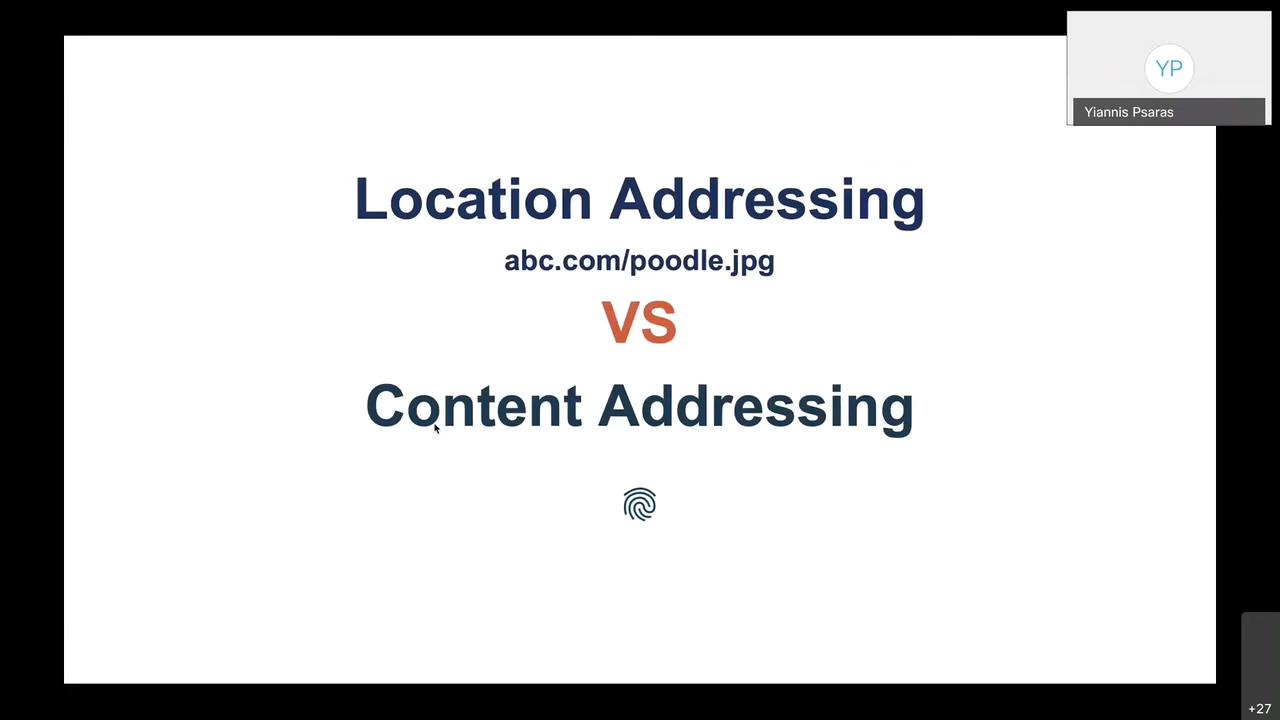 YP
Yiannis Psaras
Location Addressing
abc.com/poodle.jpg
VS
Content Addressing
+27